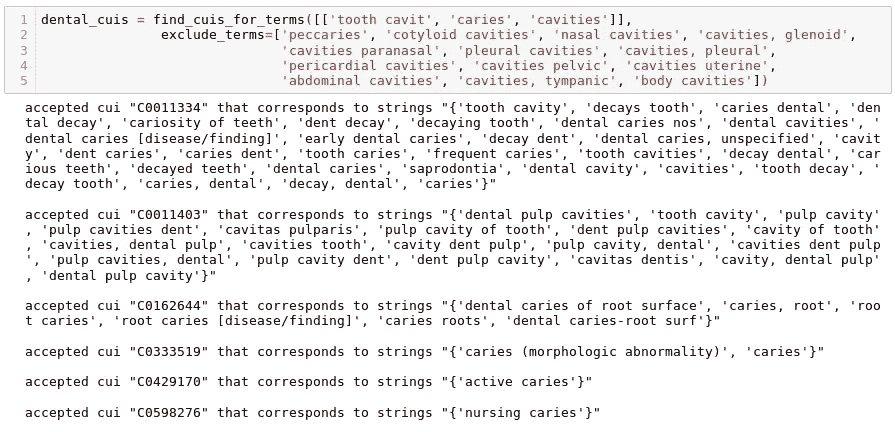 1 dental_cuis = find_cuis_for_terms([['tooth cavit', 'caries', 'cavities']],
2 exclude_terms=['peccaries', 'cotyloid cavities', 'nasal cavities', 'cavities, glenoid',
3 'cavities paranasal', 'pleural cavities', 'cavities, pleural',
4 'pericardial cavities', 'cavities pelvic', 'cavities uterine',
5 'abdominal cavities', 'cavities, tympanic', 'body cavities'])
accepted cui "C0011334" that corresponds to strings "{'tooth cavity', 'decays tooth', 'caries dental', 'den
tal decay', 'cariosity of teeth', 'dent decay', 'decaying tooth', 'dental caries nos', 'dental cavities', '
dental caries [disease/finding]', 'early dental caries', 'decay dent', 'dental caries, unspecified', 'cavit
y', 'dent caries', 'caries dent', 'tooth caries', 'frequent caries', 'tooth cavities', 'decay dental', 'car
ious teeth', 'decayed teeth', 'dental caries', 'saprodontia', 'dental cavity', 'cavities', 'tooth decay', '
decay tooth', 'caries, dental', 'decay, dental', 'caries'}"
accepted cui "C0011403" that corresponds to strings "{'dental pulp cavities', 'tooth cavity', 'pulp cavity'
, 'pulp cavities dent', 'cavitas pulparis', 'pulp cavity of tooth', 'dent pulp cavities', 'cavity of tooth'
, 'cavities, dental pulp', 'cavities tooth', 'cavity dent pulp', 'pulp cavity, dental', 'cavities dent pulp
', 'pulp cavities, dental', 'pulp cavity dent', 'dent pulp cavity', 'cavitas dentis', 'cavity, dental pulp'
, 'dental pulp cavity'}"
accepted cui "C0162644" that corresponds to strings "{'dental caries of root surface', 'caries, root', 'roo
t caries', 'root caries [disease/finding]', 'caries roots', 'dental caries-root surf'}"
accepted cui "C0333519" that corresponds to strings "{'caries (morphologic abnormality)', 'caries'}"
accepted cui "C0429170" that corresponds to strings "{'active caries'}"
accepted cui "C0598276" that corresponds to strings "{'nursing caries'}"